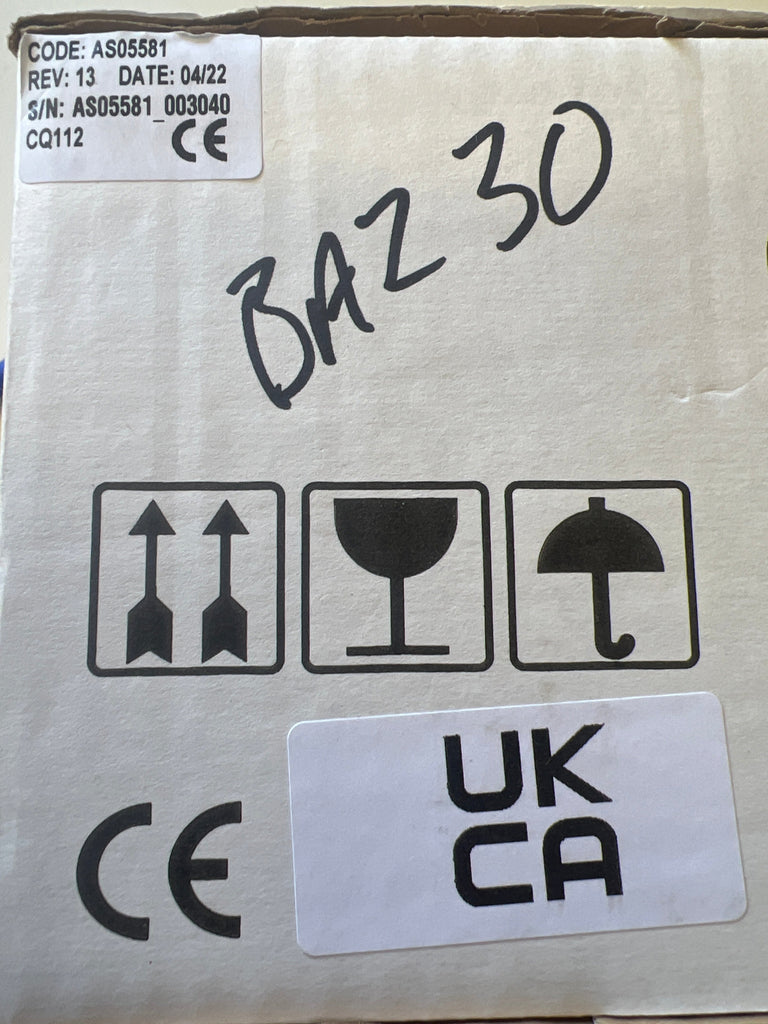 CODE: AS05581
REV: 13 DATE: 04/22
S/N: AS05581_003040
CQ112 CE
BAZ 30
CE
UK
CA